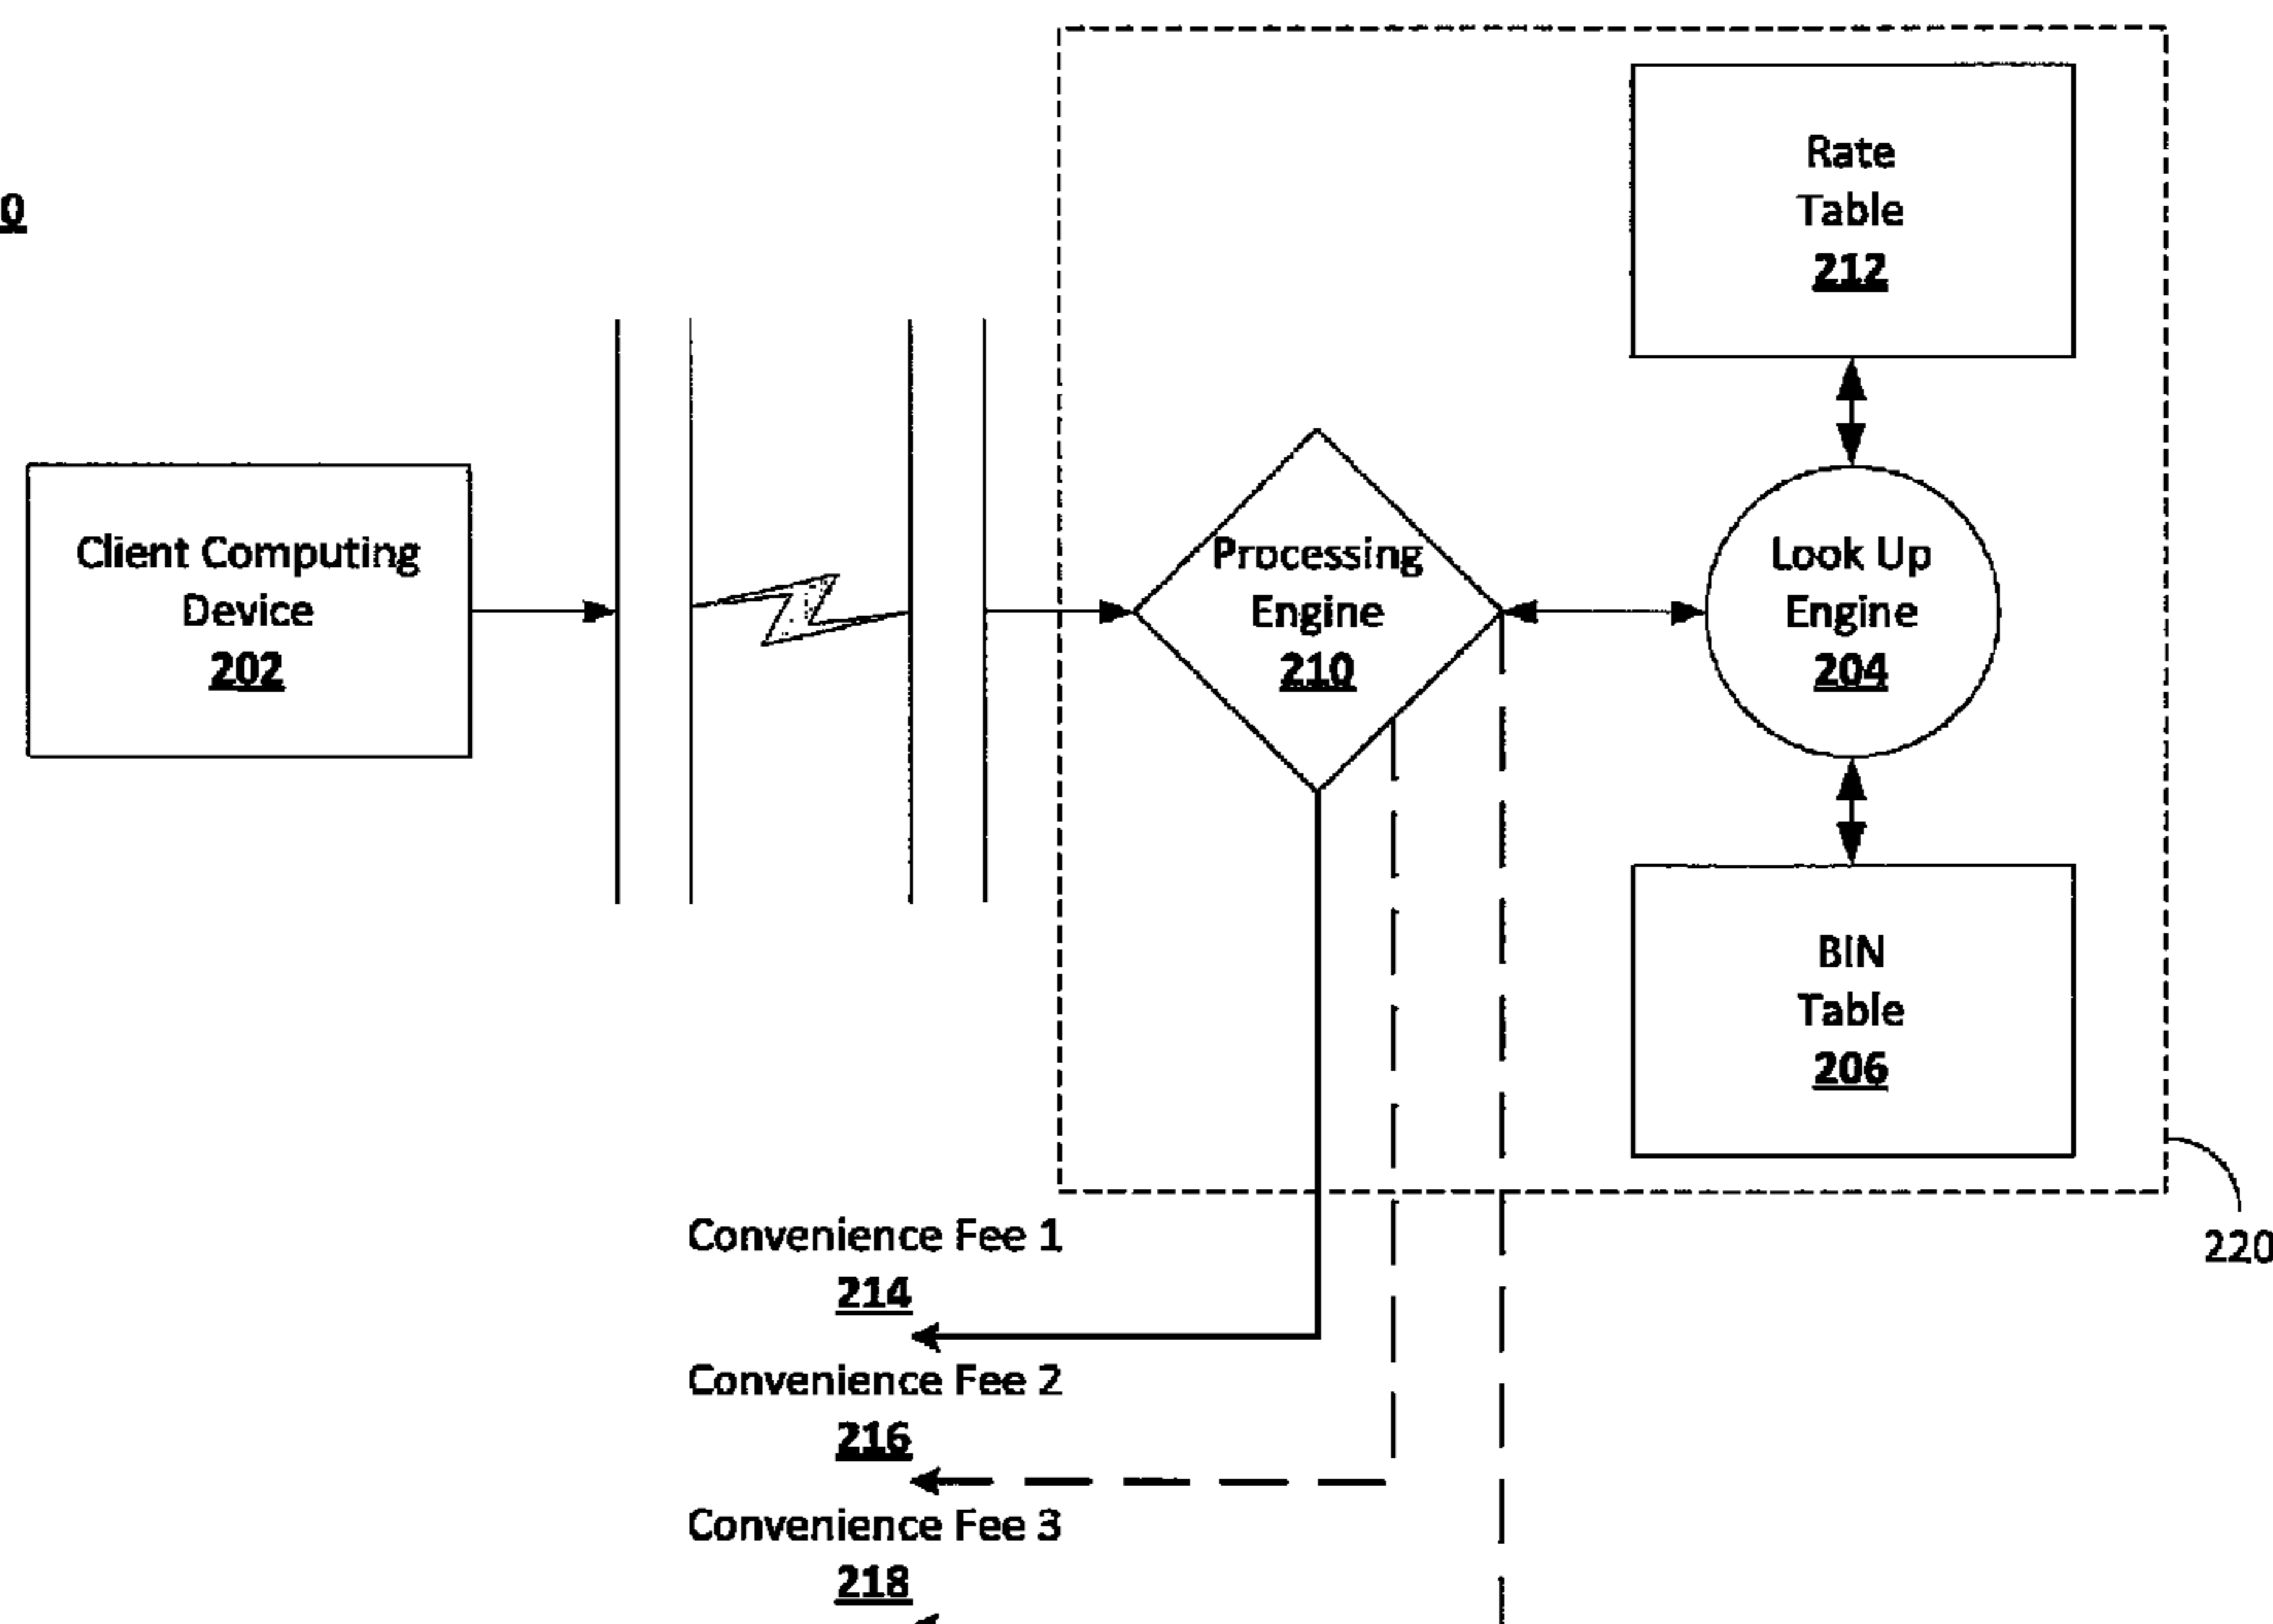 0
Rate
Table
212
Client Computing
Device
202
Processing
Engine
210
Look Up
Engine
204
BIN
Table
206
220
Convenience Fee 1
214
Convenience Fee 2
216
Convenience Fee 3
218